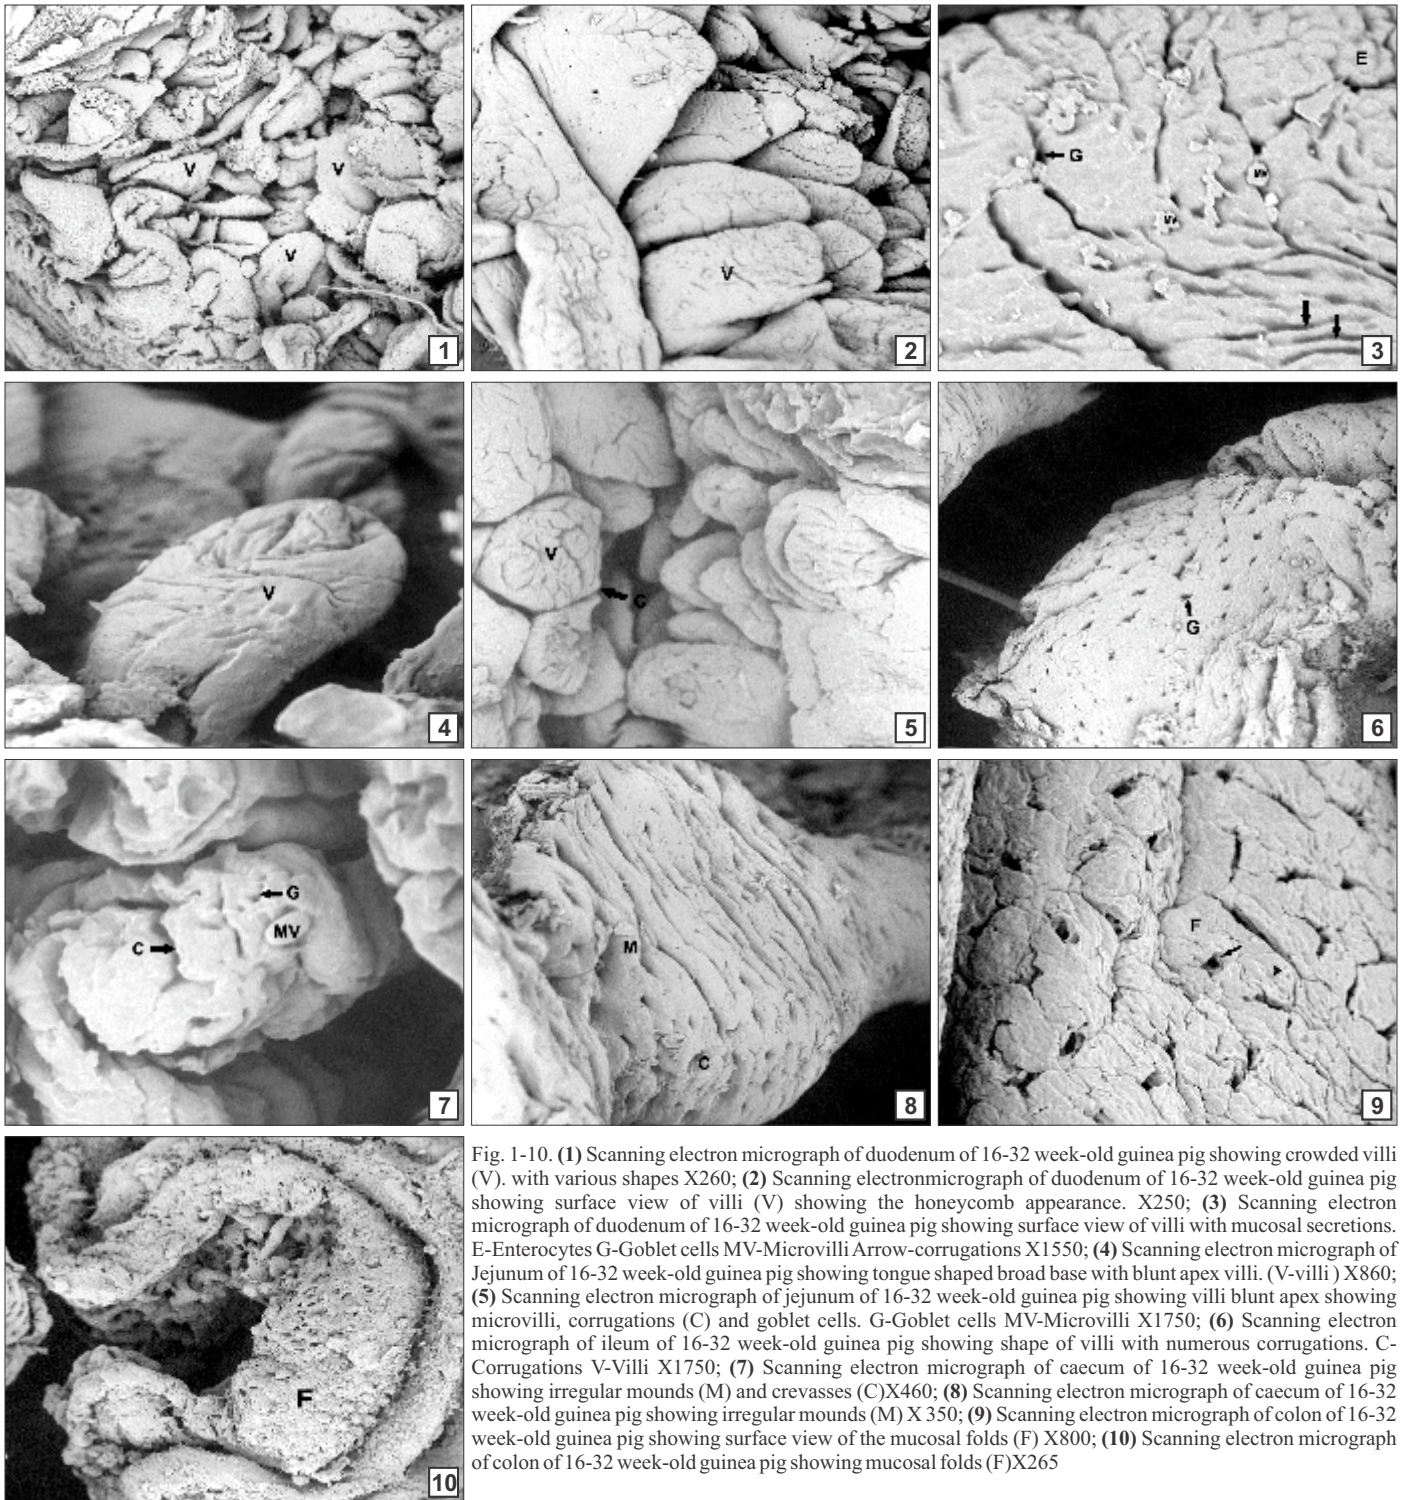 V
V
V
1
V
2
E
G
MV
MV
3
V
4
V
C
5
G
6
G
MV
C
7
M
C
8
F
9
F
10
Fig. 1-10. (1) Scanning electron micrograph of duodenum of 16-32 week-old guinea pig showing crowded villi
(V). with various shapes X260; (2) Scanning electronmicrograph of duodenum of 16-32 week-old guinea pig
showing surface view of villi (V) showing the honeycomb appearance. X250; (3) Scanning electron
micrograph of duodenum of 16-32 week-old guinea pig showing surface view of villi with mucosal secretions.
E-Enterocytes G-Goblet cells MV-Microvilli Arrow-corrugations X1550; (4) Scanning electron micrograph of
Jejunum of 16-32 week-old guinea pig showing tongue shaped broad base with blunt apex villi. (V-villi ) X860;
(5) Scanning electron micrograph of jejunum of 16-32 week-old guinea pig showing villi blunt apex showing
microvilli, corrugations (C) and goblet cells. G-Goblet cells MV-Microvilli X1750; (6) Scanning electron
micrograph of ileum of 16-32 week-old guinea pig showing shape of villi with numerous corrugations. C-
Corrugations V-Villi X1750; (7) Scanning electron micrograph of caecum of 16-32 week-old guinea pig
showing irregular mounds (M) and crevasses (C)X460; (8) Scanning electron micrograph of caecum of 16-32
week-old guinea pig showing irregular mounds (M) X 350; (9) Scanning electron micrograph of colon of 16-32
week-old guinea pig showing surface view of the mucosal folds (F) X800; (10) Scanning electron micrograph
of colon of 16-32 week-old guinea pig showing mucosal folds (F)X265